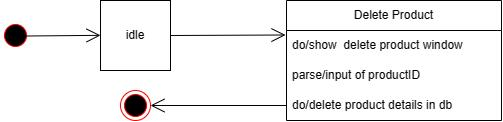 idle
Delete Product
do/show delete product window
parse/input of productID
do/delete product details in db